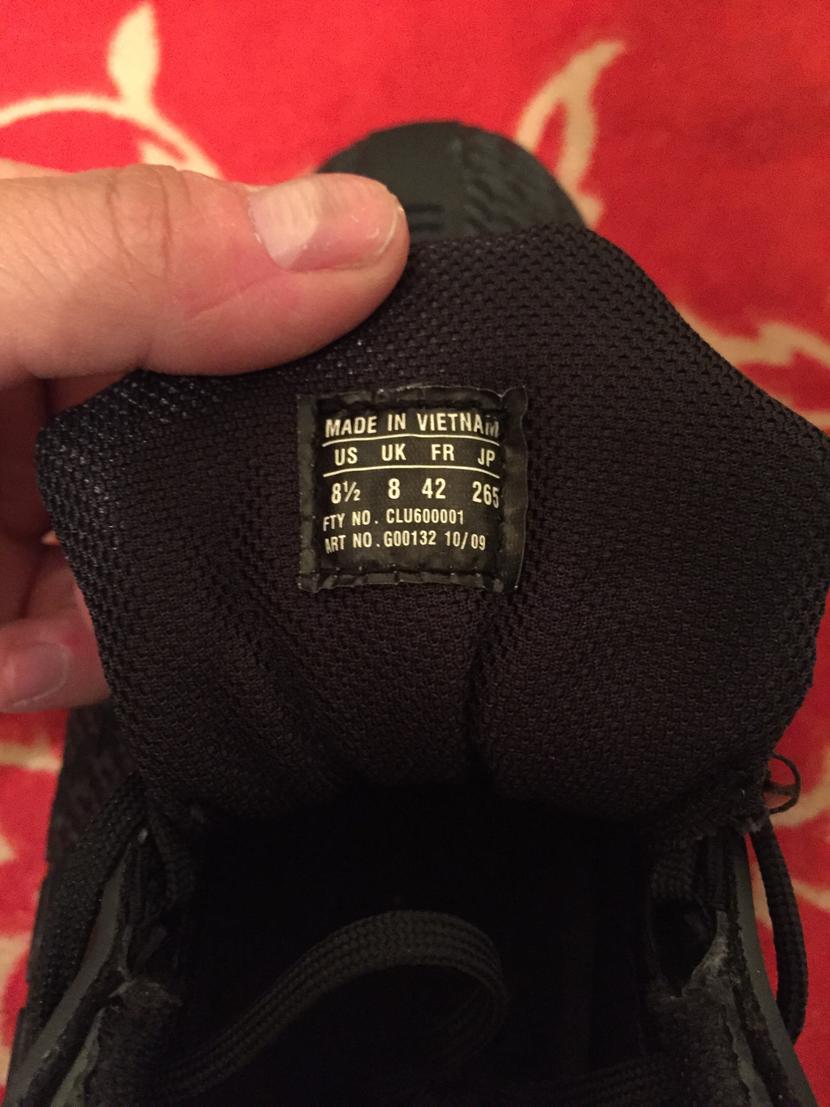 MADE IN VIETNAM
US UK FR JP
8½ 8 42 265
FTY NO. CLU600001
ART NO. G00132 10/09